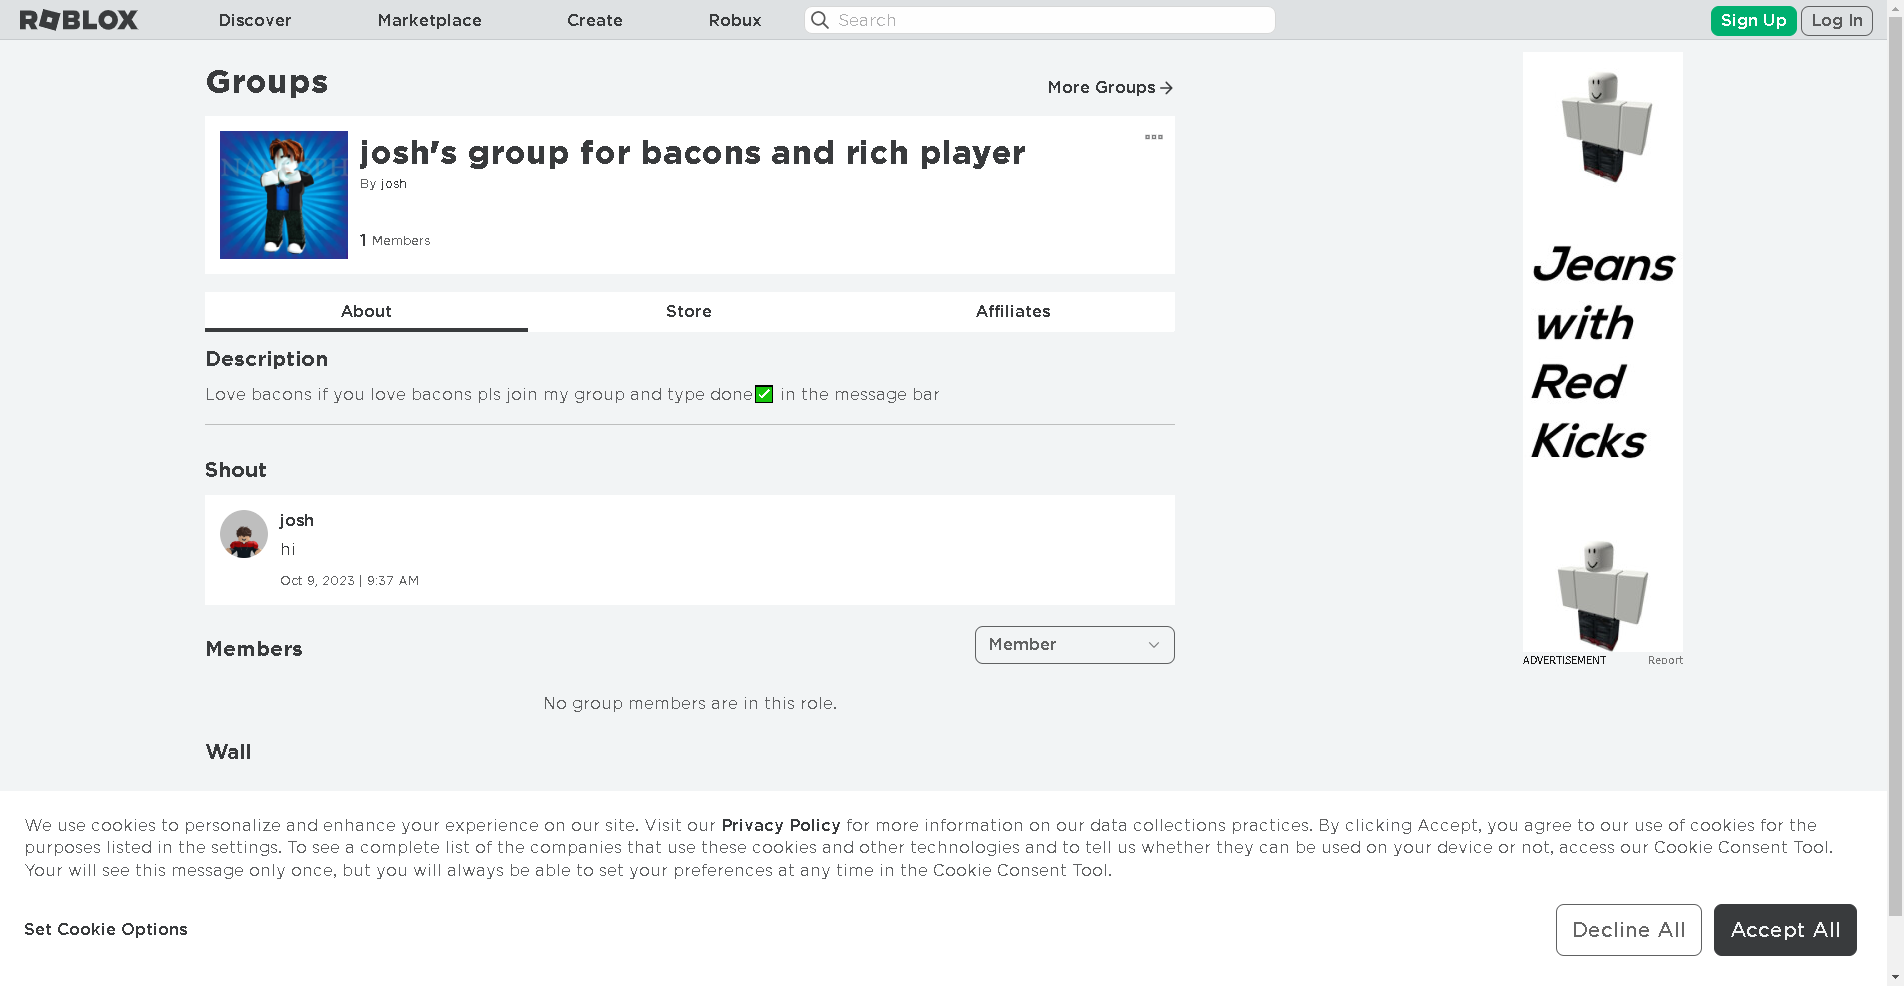 ROBLOX
Discover
Marketplace
Create
Robux
Search
Sign Up
Log In
Groups
More Groups
josh's group for bacons and rich player
By josh
1 Members
About
Store
Affiliates
Description
Love bacons if you love bacons pls join my group and type done✅ in the message bar
Shout
josh
hi
Oct 9, 2023 | 9:37 AM
Members
Member
No group members are in this role.
Wall
Jeans
with
Red
Kicks
ADVERTISEMENT
Report
We use cookies to personalize and enhance your experience on our site. Visit our Privacy Policy for more information on our data collections practices. By clicking Accept, you agree to our use of cookies for the
purposes listed in the settings. To see a complete list of the companies that use these cookies and other technologies and to tell us whether they can be used on your device or not, access our Cookie Consent Tool.
Your will see this message only once, but you will always be able to set your preferences at any time in the Cookie Consent Tool.
Set Cookie Options
Decline All
Accept All